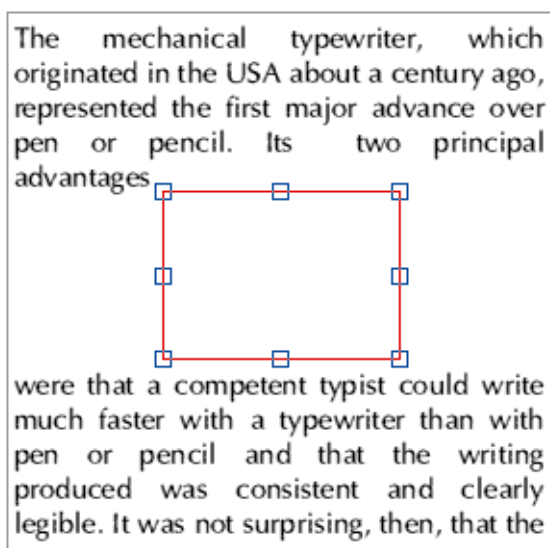 The mechanical typewriter, which
originated in the USA about a century ago,
represented the first major advance over
pen or pencil. Its two principal
advantages
were that a competent typist could write
much faster with a typewriter than with
pen or pencil and that the writing
produced was consistent and clearly
legible. It was not surprising, then, that the